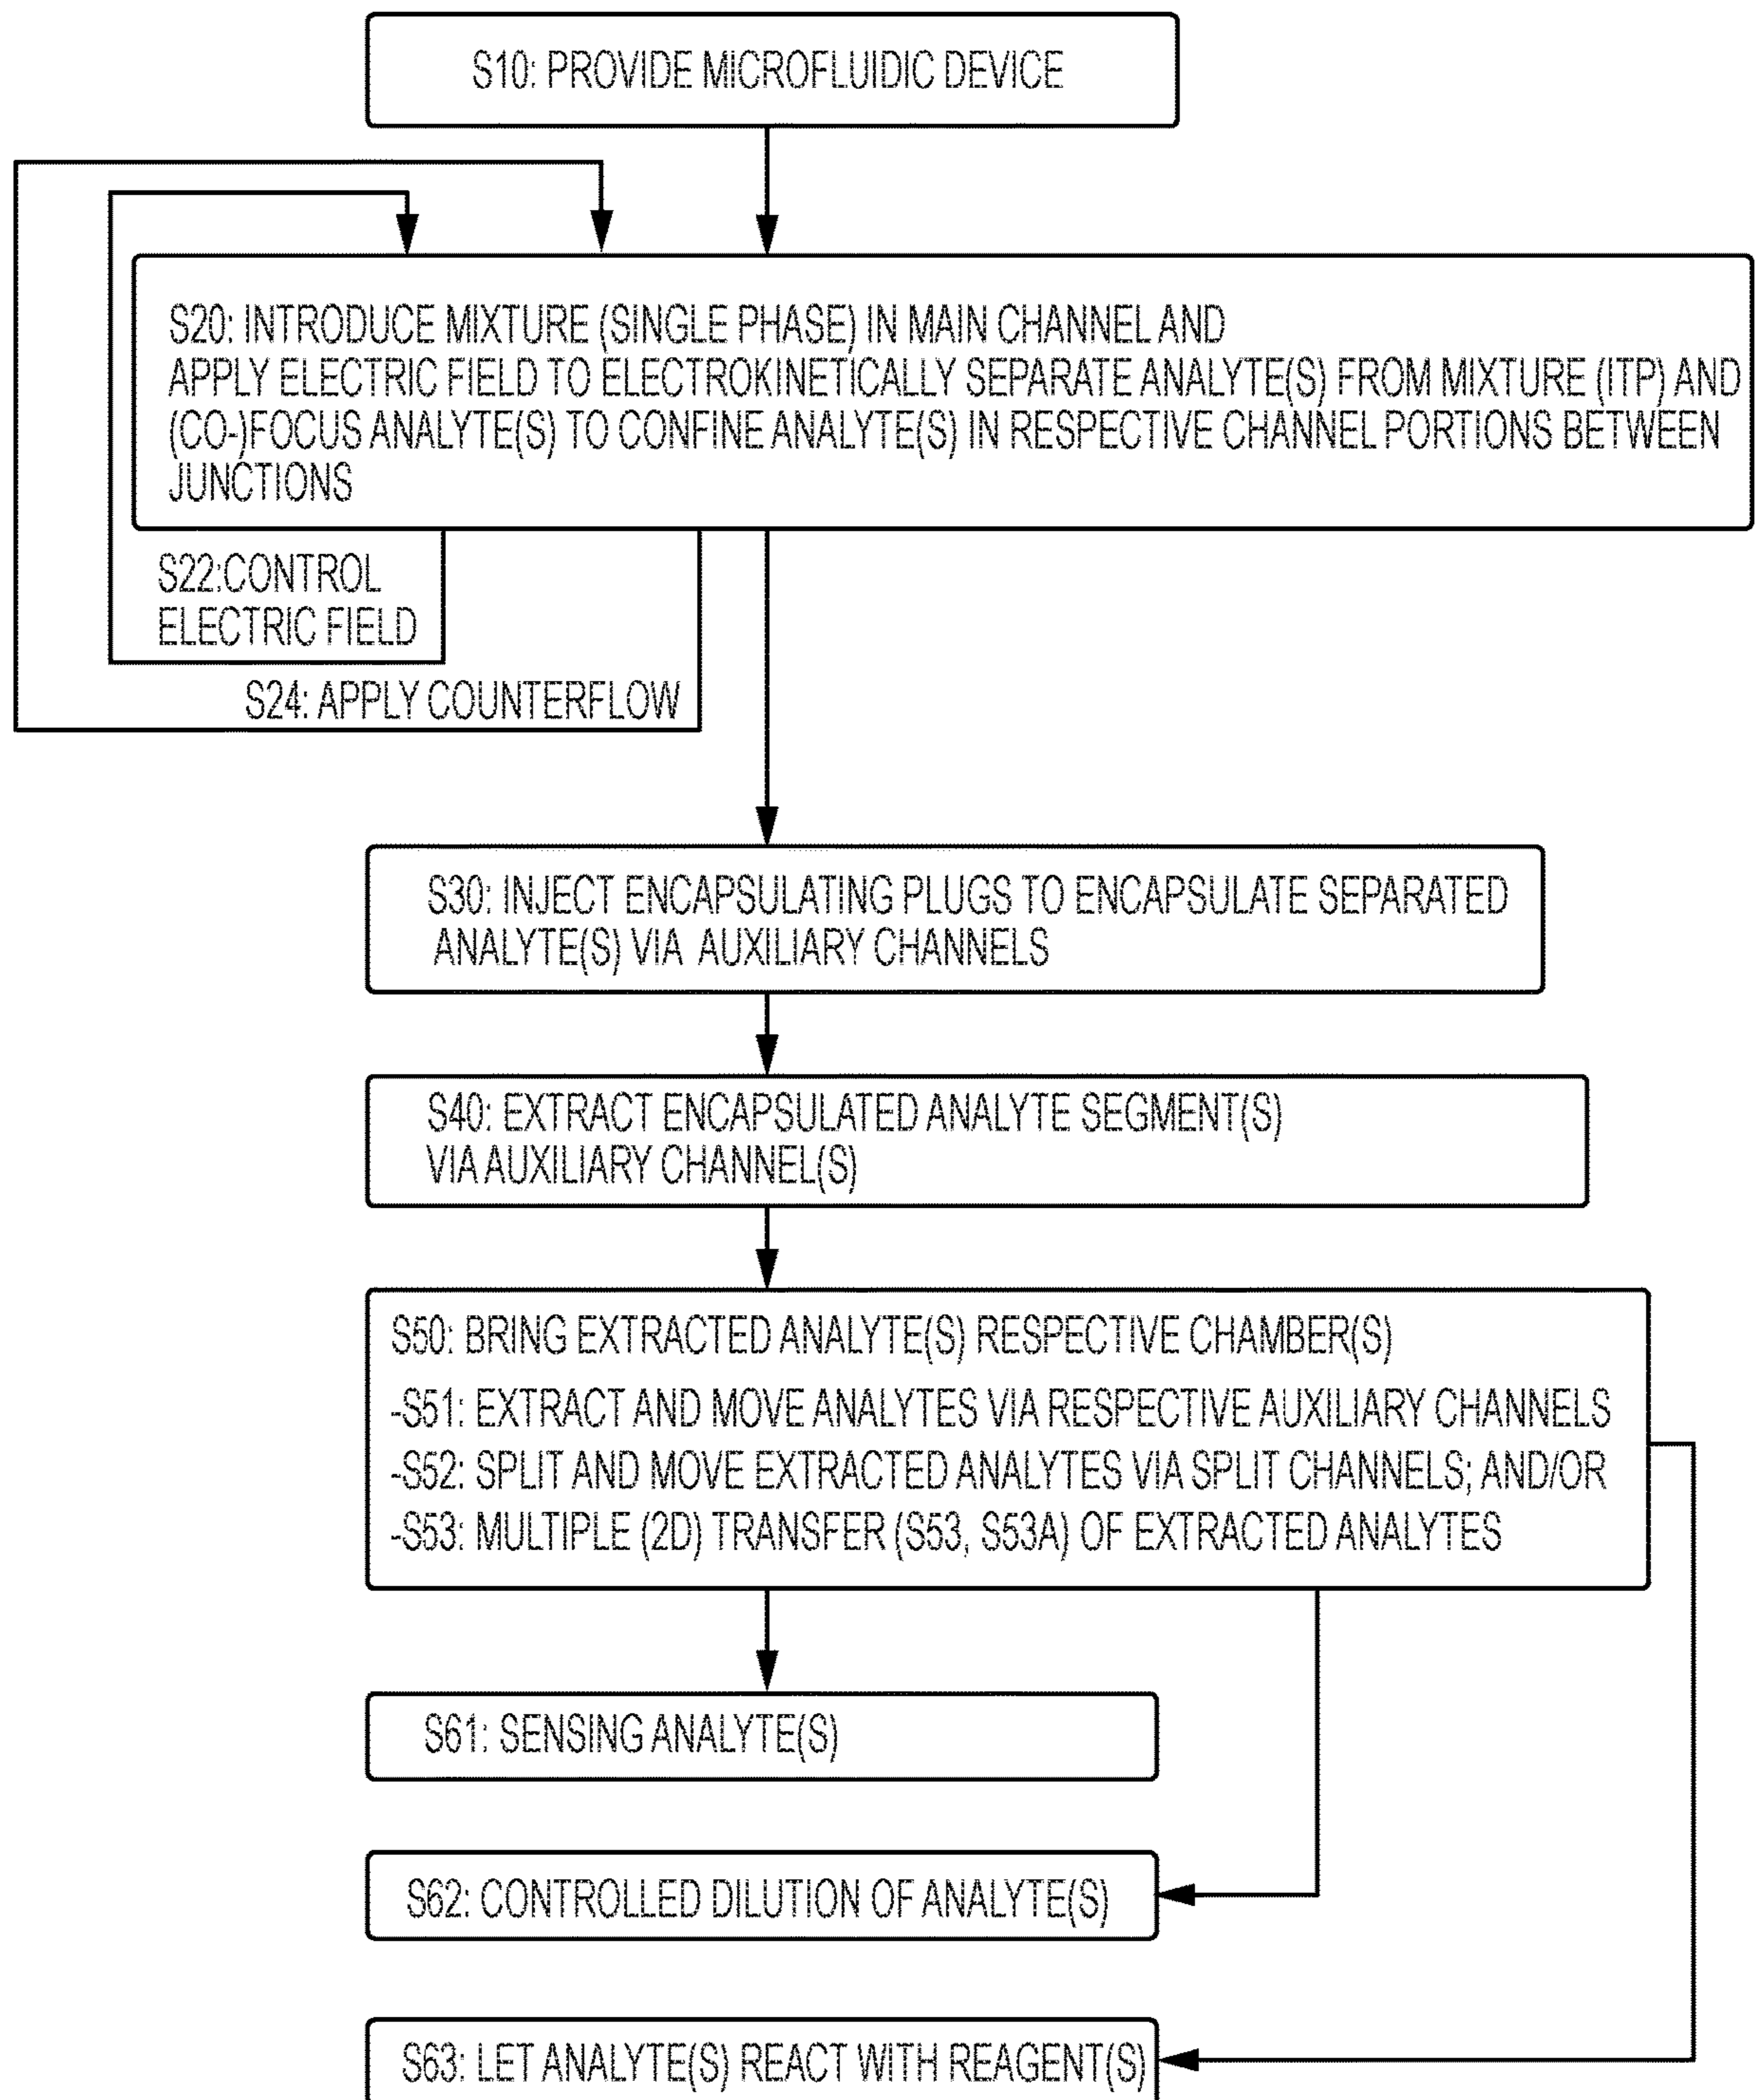 S10: PROVIDE MICROFLUIDIC DEVICE
S20: INTRODUCE MIXTURE (SINGLE PHASE) IN MAIN CHANNEL AND
APPLY ELECTRIC FIELD TO ELECTROKINETICALLY SEPARATE ANALYTE(S) FROM MIXTURE (ITP) AND
(CO-)FOCUS ANALYTE(S) TO CONFINE ANALYTE(S) IN RESPECTIVE CHANNEL PORTIONS BETWEEN
JUNCTIONS
S22:CONTROL
ELECTRIC FIELD
S24: APPLY COUNTERFLOW
S30: INJECT ENCAPSULATING PLUGS TO ENCAPSULATE SEPARATED
ANALYTE(S) VIA AUXILIARY CHANNELS
S40: EXTRACT ENCAPSULATED ANALYTE SEGMENT(S)
VIA AUXILIARY CHANNEL(S)
S50: BRING EXTRACTED ANALYTE(S) RESPECTIVE CHAMBER(S)
-S51: EXTRACT AND MOVE ANALYTES VIA RESPECTIVE AUXILIARY CHANNELS
-S52: SPLIT AND MOVE EXTRACTED ANALYTES VIA SPLIT CHANNELS; AND/OR
-S53: MULTIPLE (2D) TRANSFER (S53, S53A) OF EXTRACTED ANALYTES
S61: SENSING ANALYTE(S)
S62: CONTROLLED DILUTION OF ANALYTE(S)
S63: LET ANALYTE(S) REACT WITH REAGENT(S)